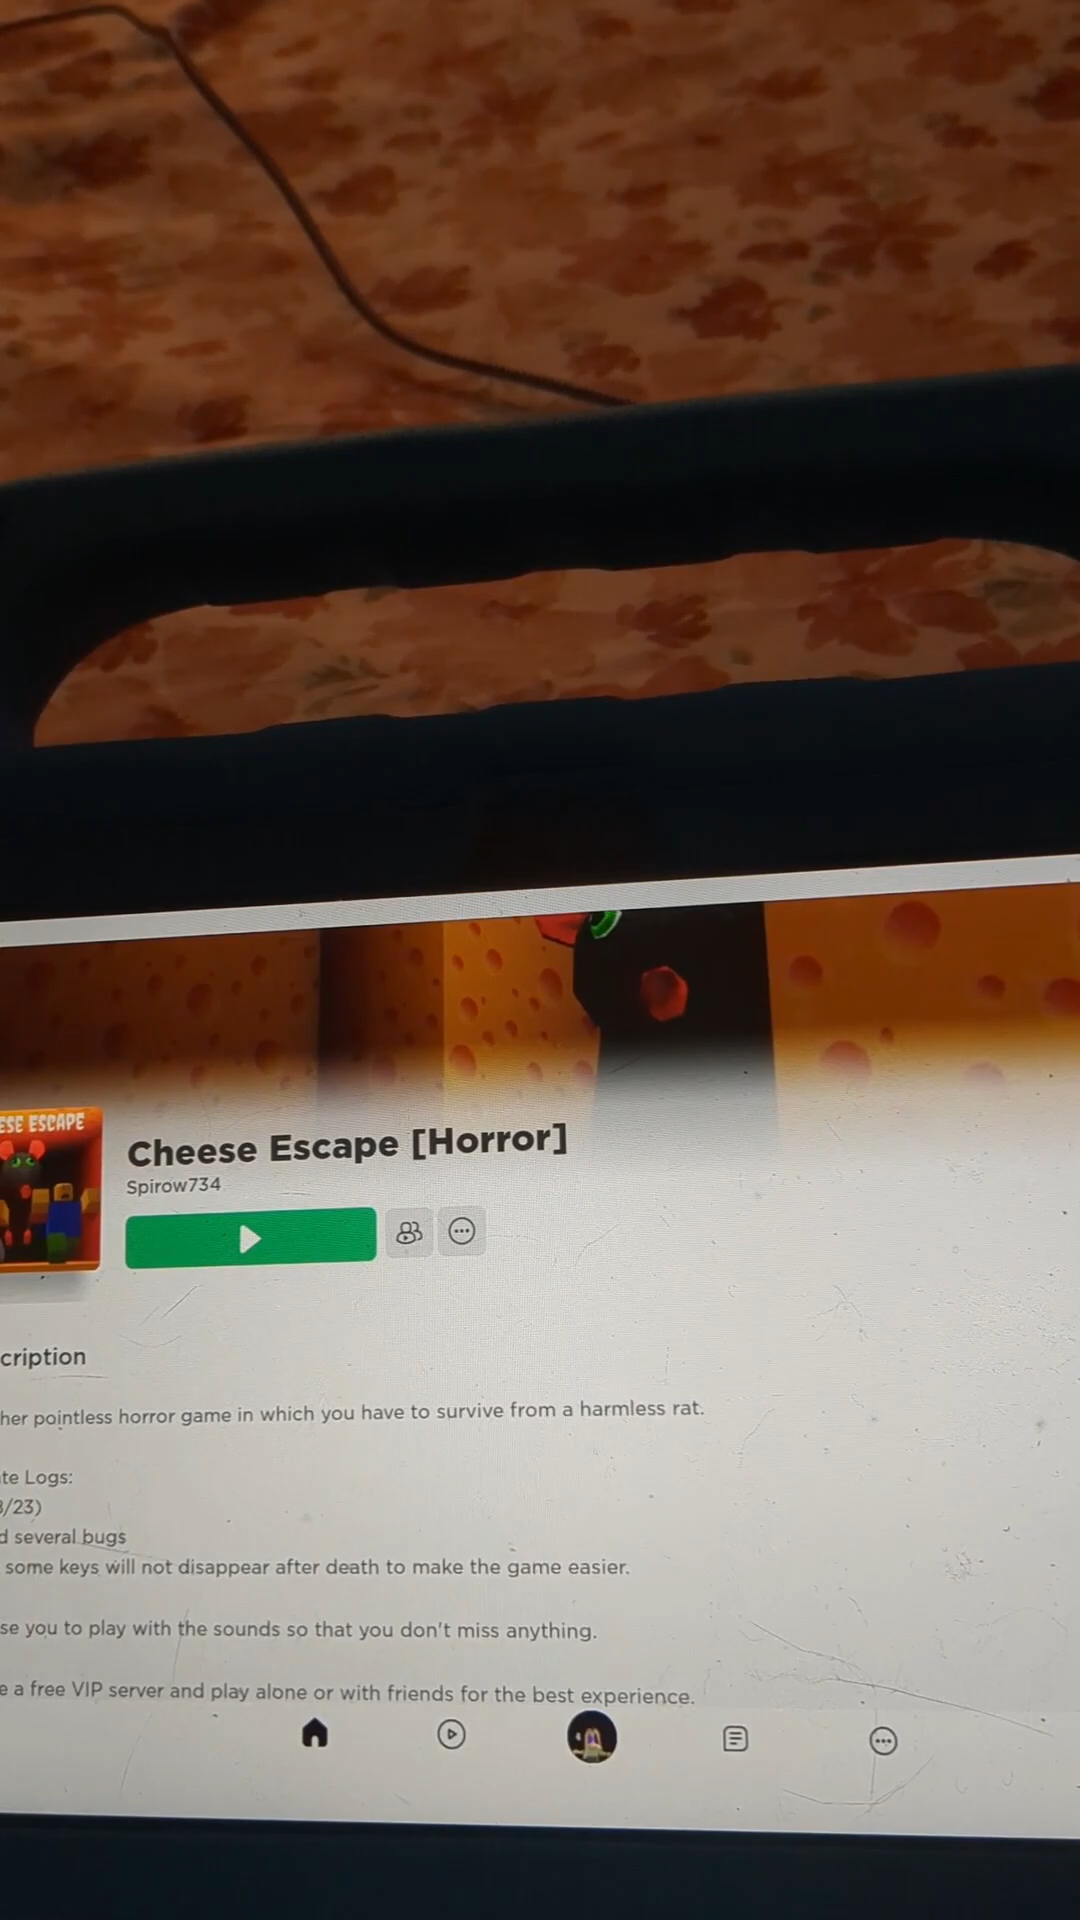 ESE ESCAPE
Cheese Escape [Horror]
Spirow734
cription
her pointless horror game in which you have to survive from a harmless rat.
te Logs:
3/23)
d several bugs
some keys will not disappear after death to make the game easier.
se you to play with the sounds so that you don't miss anything.
e a free VIP server and play alone or with friends for the best experience.